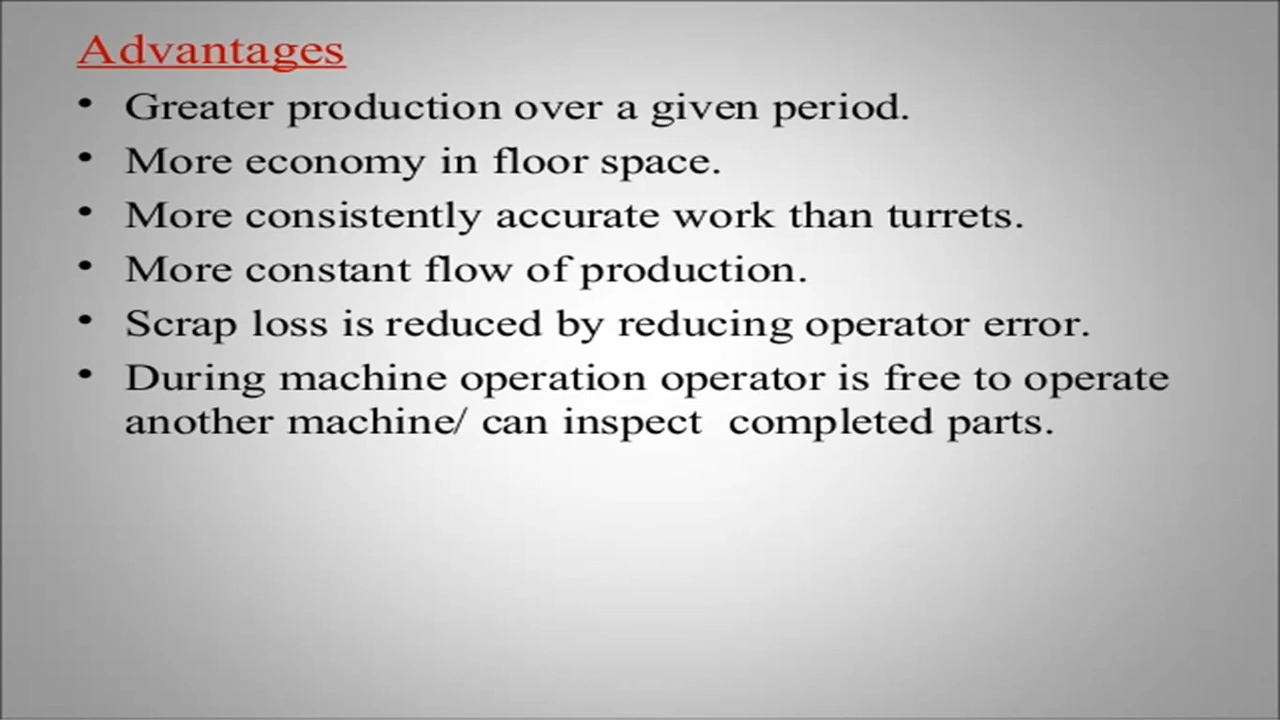 Advantages
• Greater production over a given period.
• More economy in floor space.
• More consistently accurate work than turrets.
• More constant flow of production.
• Scrap loss is reduced by reducing operator error.
• During machine operation operator is free to operate
another machine/ can inspect  completed parts.